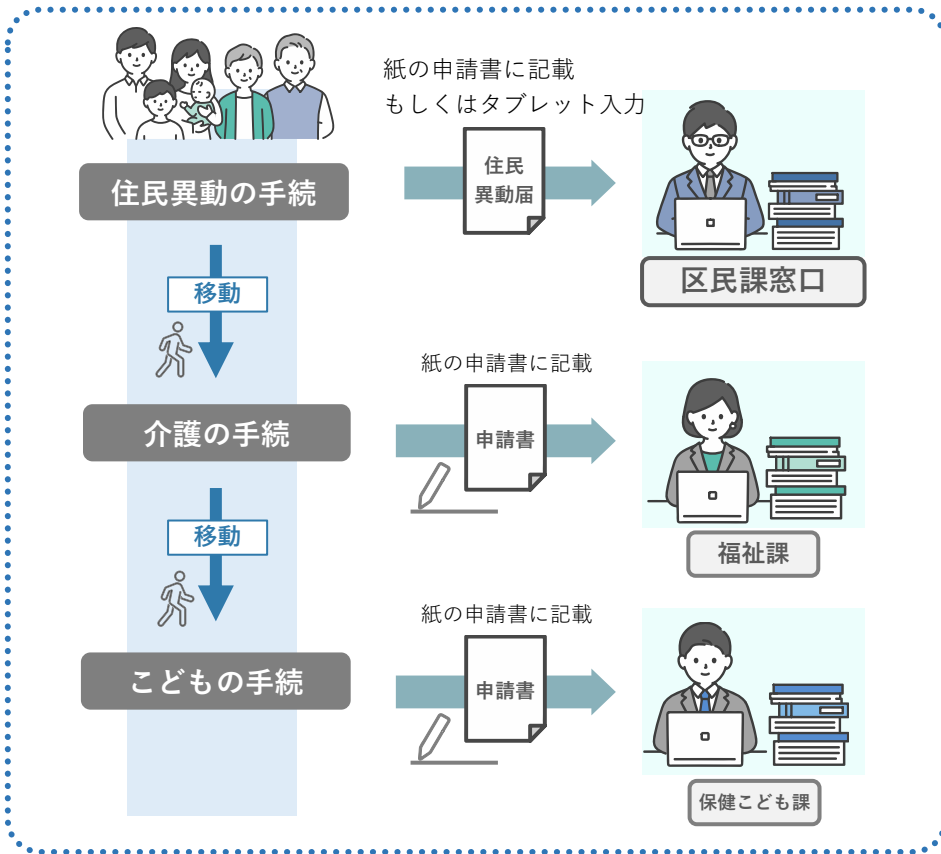 紙の申請書に記載
もしくはタブレット入力
住民異動の手続
住民
異動届
区民課窓口
移動
紙の申請書に記載
介護の手続
申請書
福祉課
移動
紙の申請書に記載
こどもの手続
申請書
保健こども課